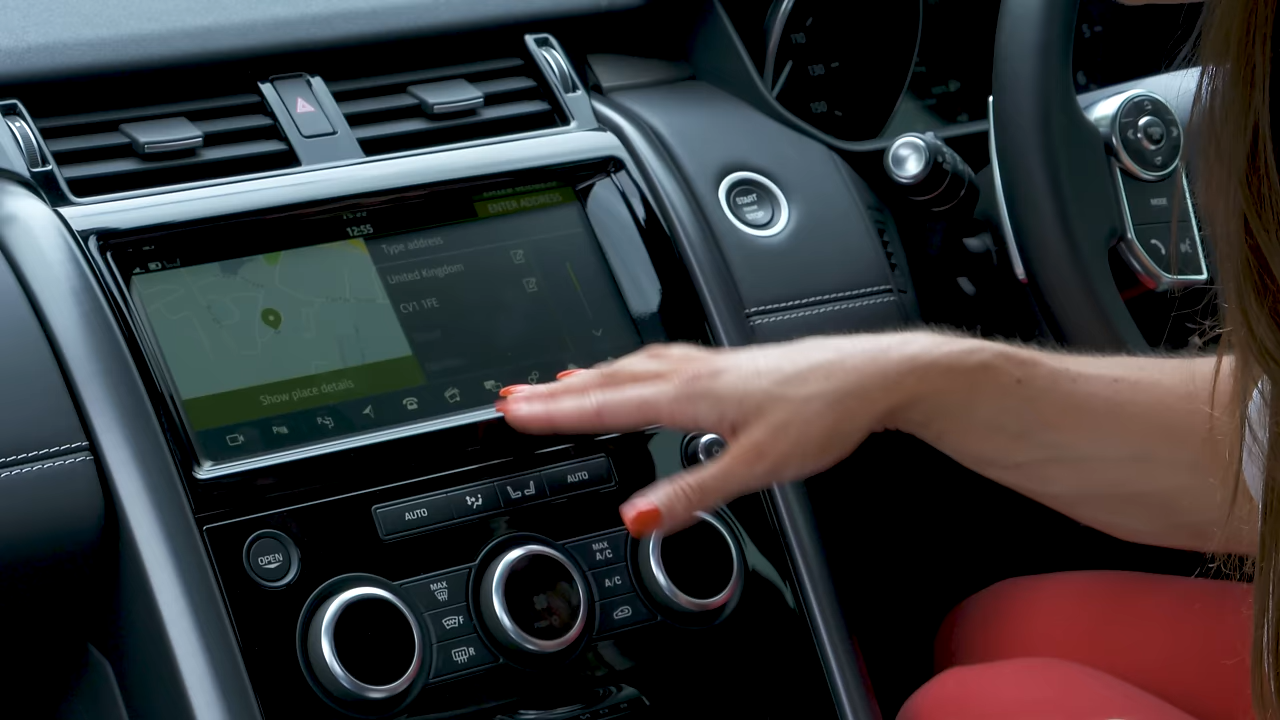 110
130
150
START
STOP
MODE
ENTER ADDRESS
12:55
Type address
United Kingdom
CV1 1FE
Show place details
AUTO
AUTO
OPEN
MAX
MAX
A/C
A/C
F
R